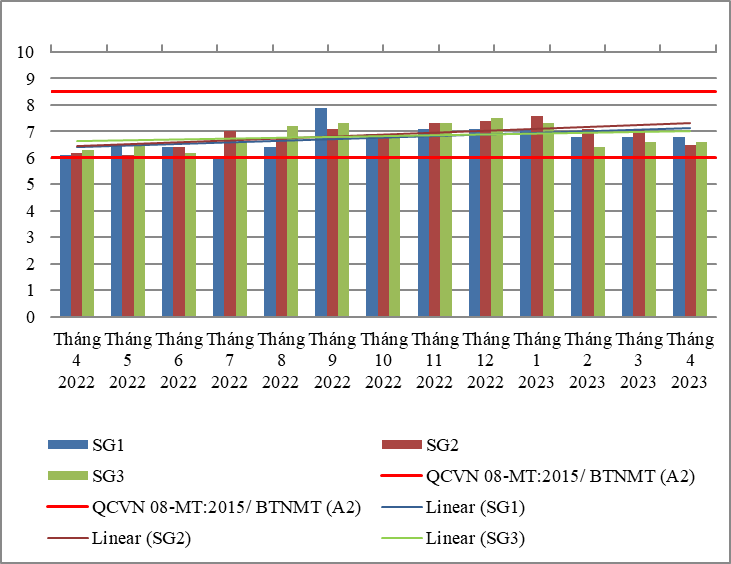 10
9
8
7
6
5
4
3
2
1
0
Tháng Tháng Tháng Tháng Tháng Tháng Tháng Tháng Tháng Tháng Tháng Tháng Tháng
4 5 6 7 8 9 10 11 12 1 2 3 4
2022 2022 2022 2022 2022 2022 2022 2022 2022 2023 2023 2023 2023
SG1 SG2
SG3 QCVN 08-MT:2015/ BTNMT (A2)
QCVN 08-MT:2015/ BTNMT (A2) Linear (SG1)
Linear (SG2) Linear (SG3)